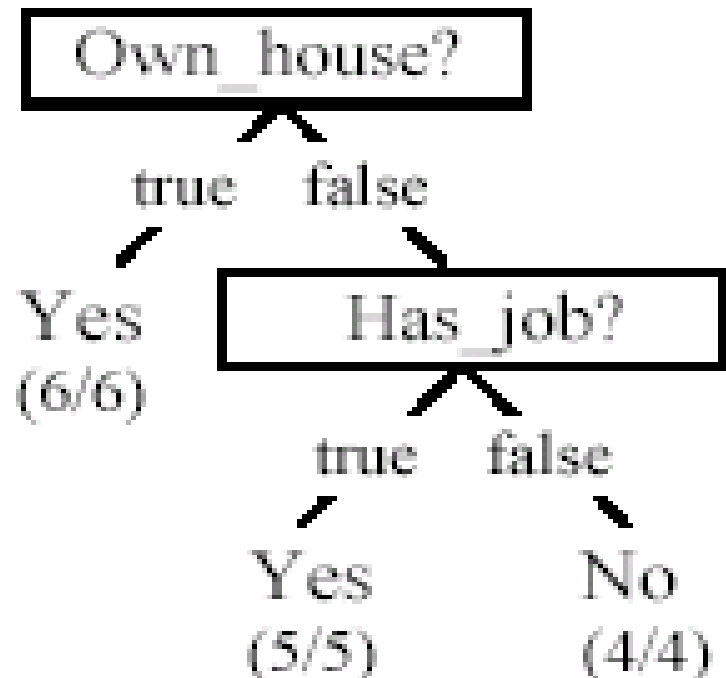 Own_house?
true false
Yes
(6/6)
Has_job?
true false
Yes No
(5/5) (4/4)